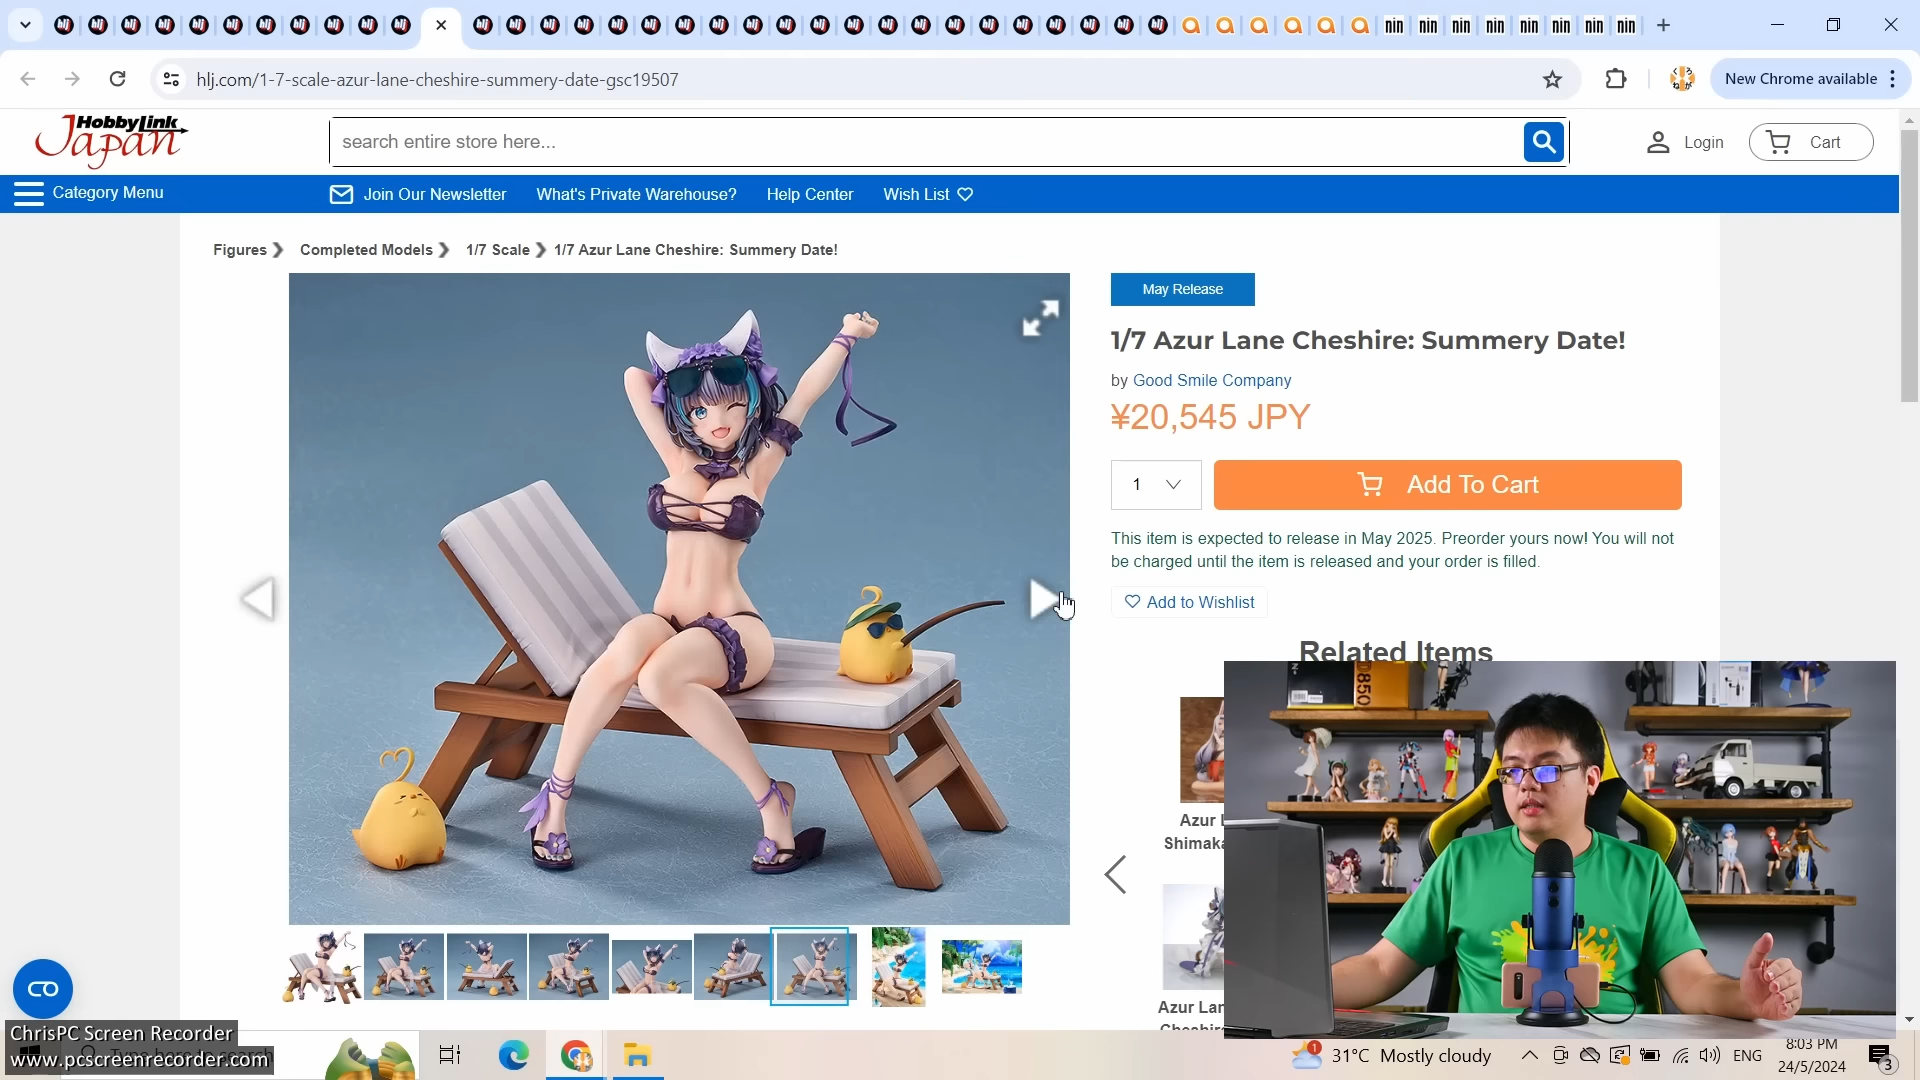 hlj.com/1-7-scale-azur-lane-cheshire-summery-date-gsc19507
New Chrome available
HobbyLink
Japan
search entire store here...
Login
Cart
Category Menu
Join Our Newsletter
What's Private Warehouse?
Help Center
Wish List
Figures
Completed Models
1/7 Scale
1/7 Azur Lane Cheshire: Summery Date!
May Release
1/7 Azur Lane Cheshire: Summery Date!
by Good Smile Company
¥20,545 JPY
1
Add To Cart
This item is expected to release in May 2025. Preorder yours now! You will not
be charged until the item is released and your order is filled.
Add to Wishlist
Related Items
Azur L
Shimaka
Azur Lan
Cheshire
D850
ChrisPC Screen Recorder
www.pcscreenrecorder.com
31°C Mostly cloudy
ENG
8:03 PM
24/5/2024
3